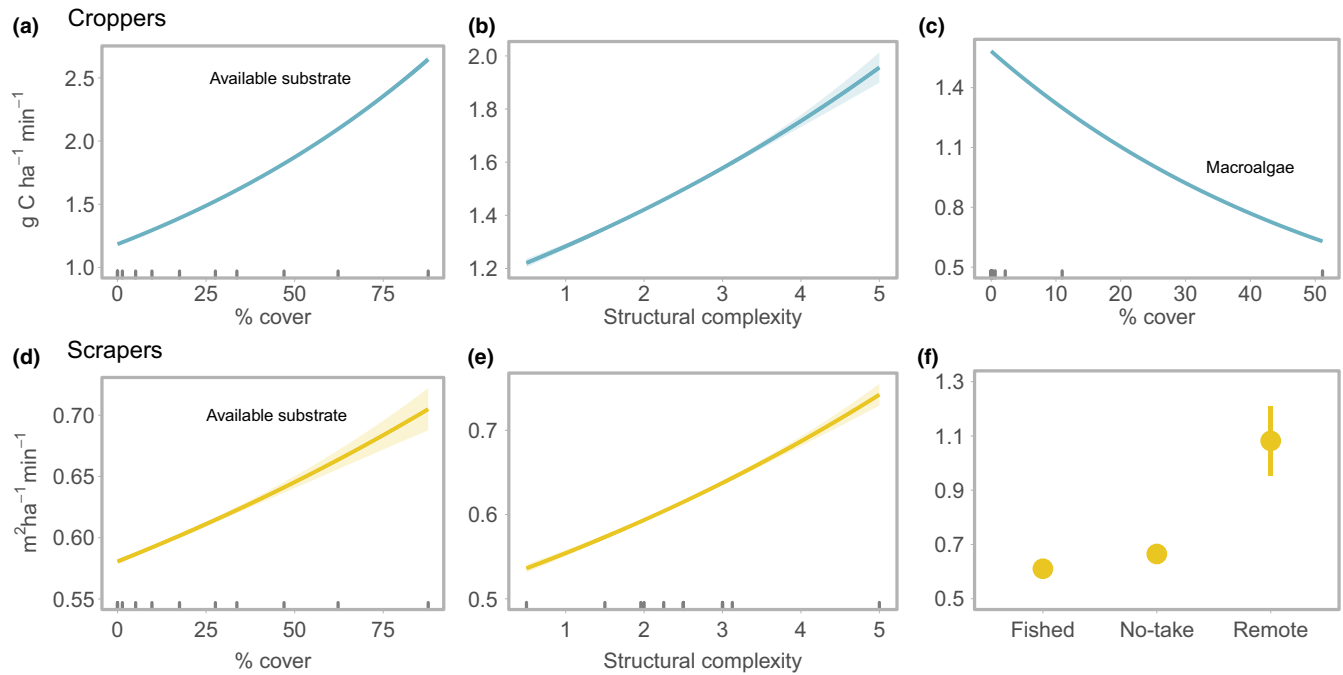 (a) Croppers (b) (c)
2.5 2.0 1.5 1.0
Available substrate
0 25 50 75
% cover
g C ha⁻¹ min⁻¹
2.0 1.8 1.6 1.4 1.2
1 2 3 4 5
Structural complexity
1.4 1.1 0.8 0.5
Macroalgae
0 10 20 30 40 50
% cover
(d) Scrapers (e) (f)
0.70 0.65 0.60 0.55
Available substrate
0 25 50 75
% cover
m²ha⁻¹min⁻¹
0.7 0.6 0.5
1 2 3 4 5
Structural complexity
1.3 1.1 0.9 0.7 0.5
Fished No-take Remote